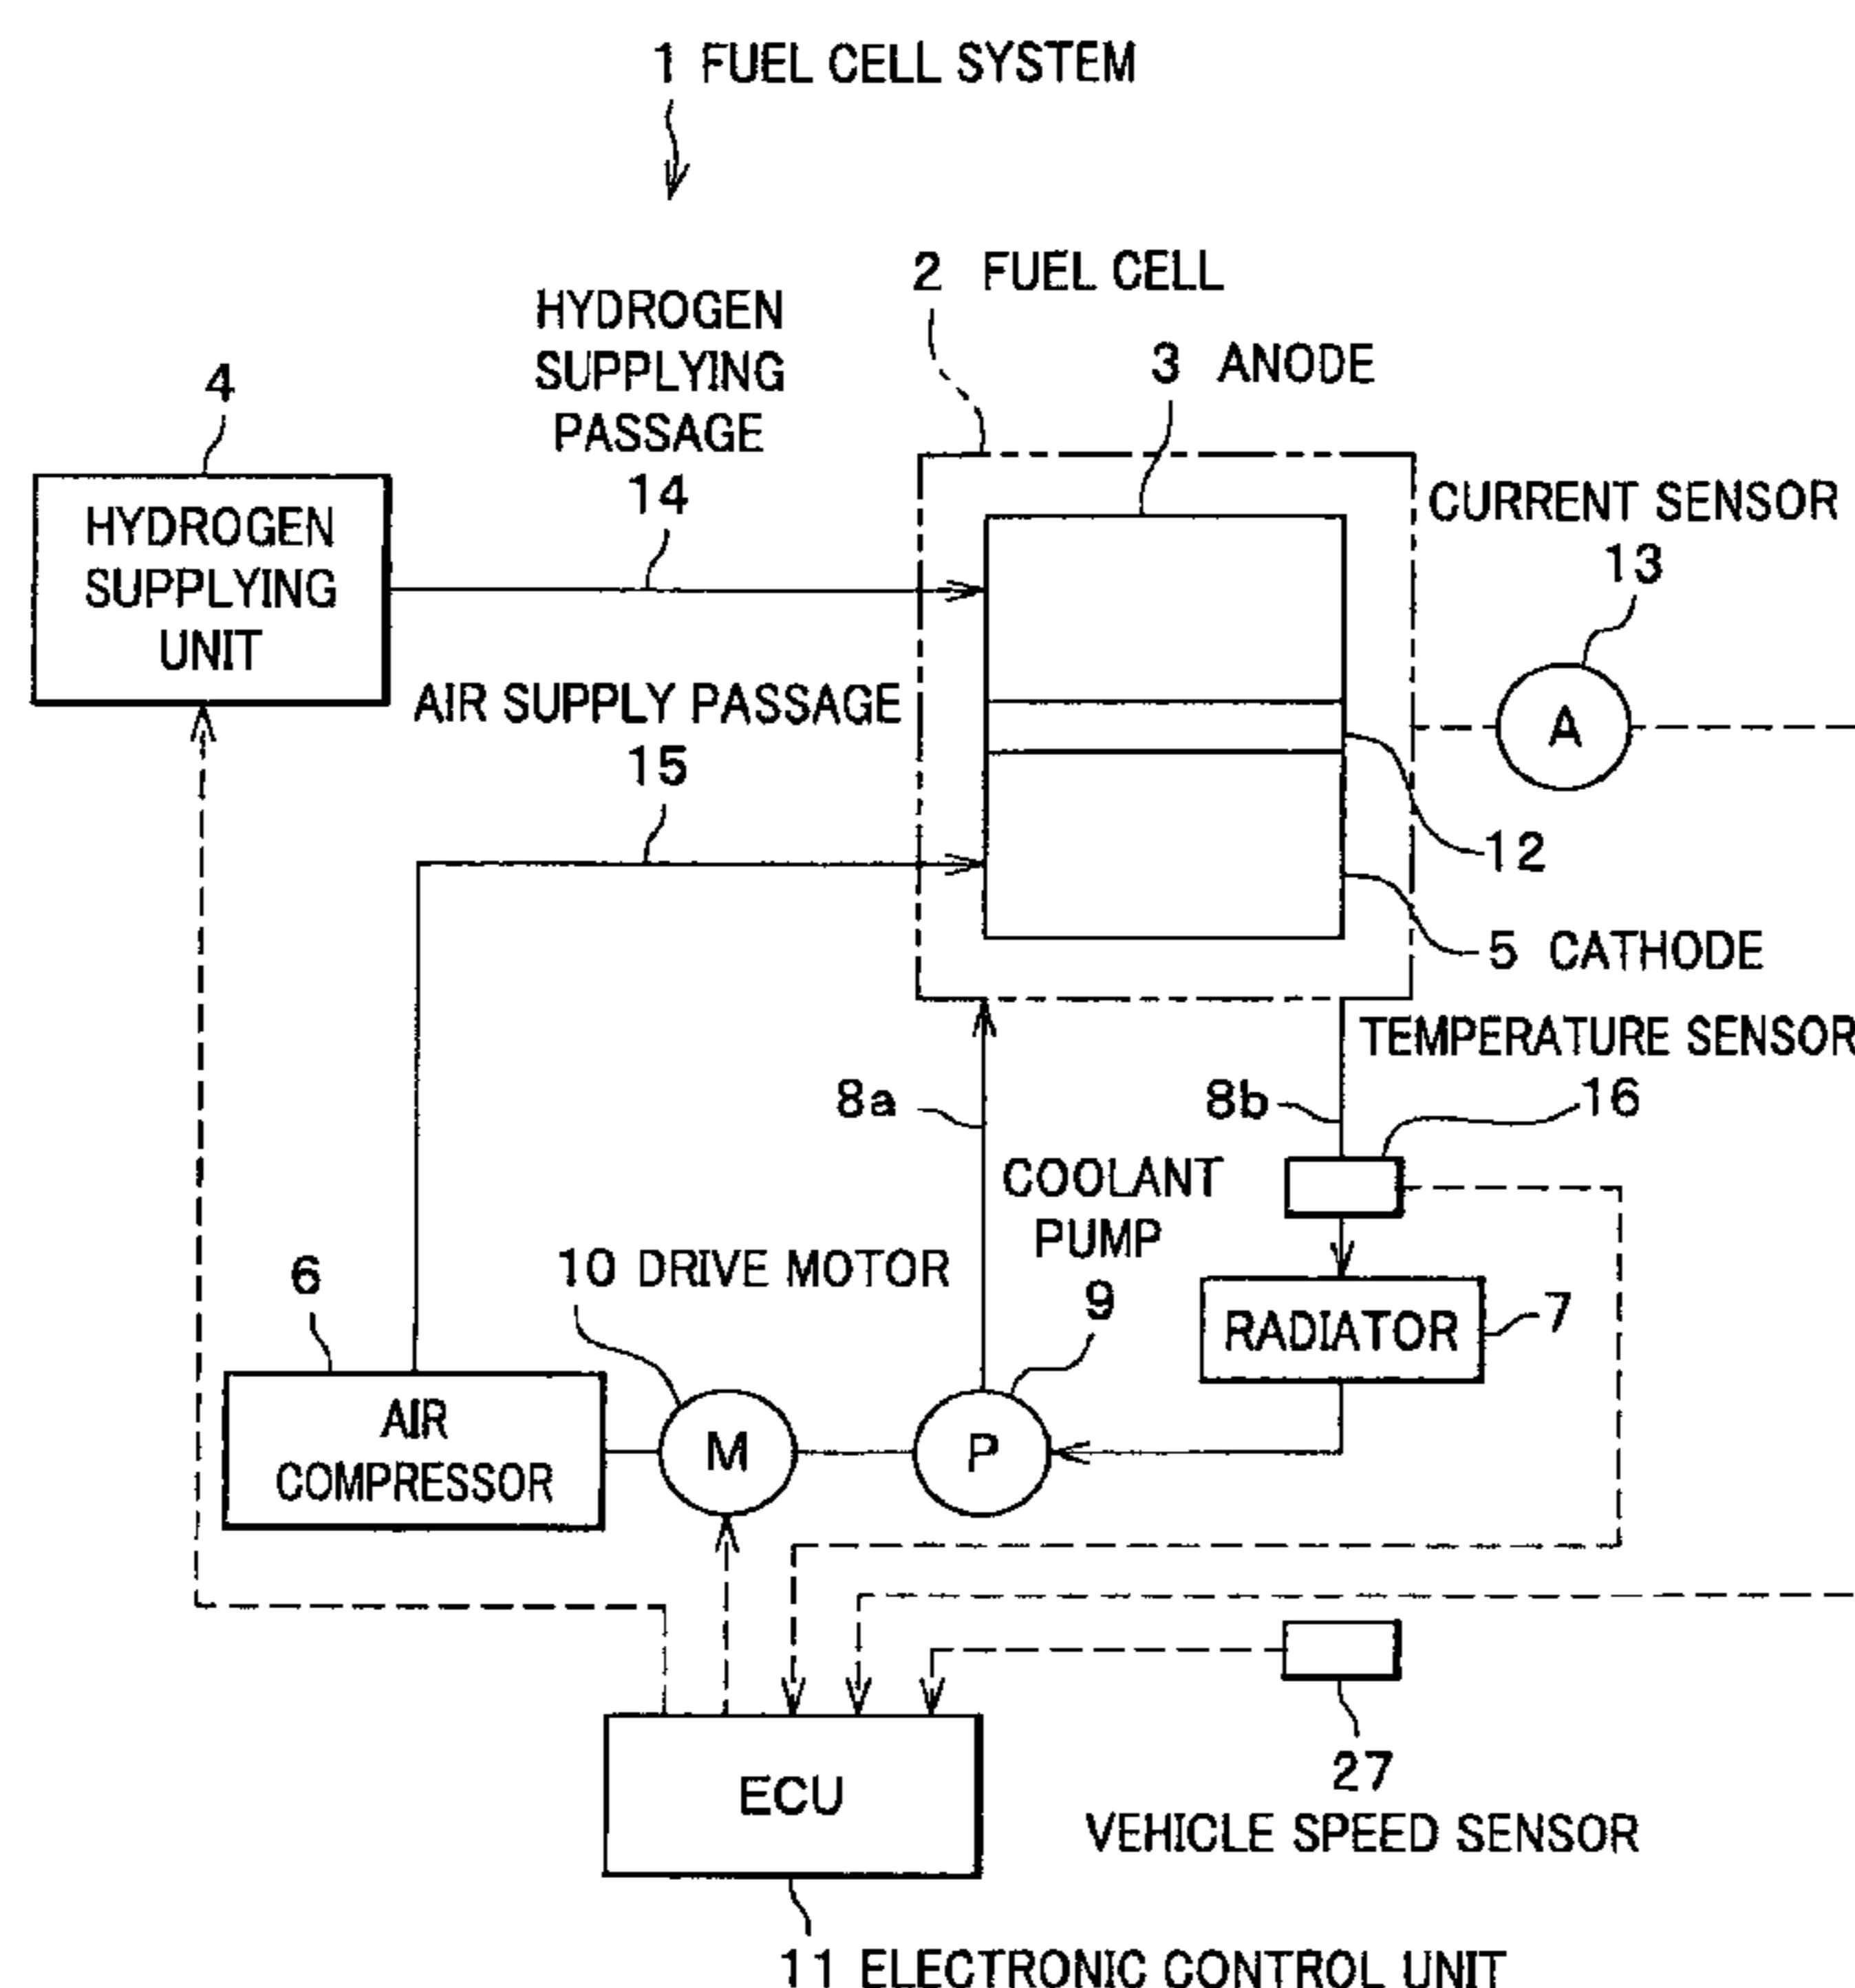 1 FUEL CELL SYSTEM
2 FUEL CELL
HYDROGEN
SUPPLYING
PASSAGE
14
3 ANODE
4
HYDROGEN
SUPPLYING
UNIT
CURRENT SENSOR
13
A
AIR SUPPLY PASSAGE
15
12
5 CATHODE
TEMPERATURE SENSOR
16
8a
8b
COOLANT
PUMP
9
10 DRIVE MOTOR
6
RADIATOR
7
AIR
COMPRESSOR
M
P
ECU
27
VEHICLE SPEED SENSOR
11 ELECTRONIC CONTROL UNIT